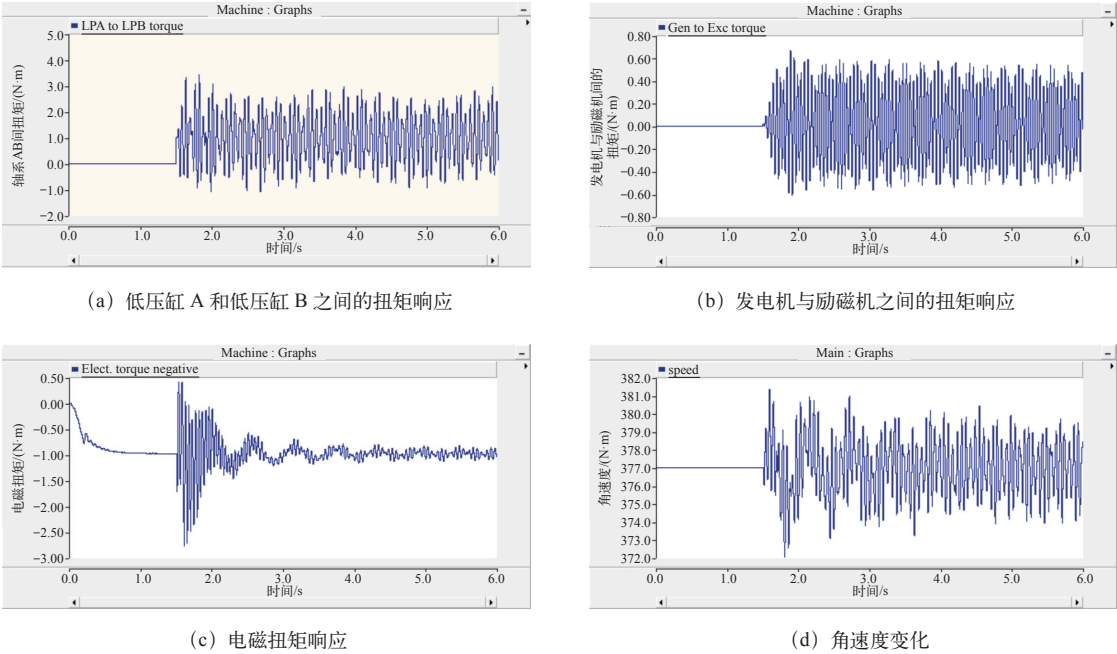 Machine : Graphs
LPA to LPB torque
5.0
4.0
3.0
2.0
1.0
0.0
−1.0
−2.0
轴系AB间扭矩/(N·m)
0.0 1.0 2.0 3.0 4.0 5.0 6.0
时间/s
(a) 低压缸 A 和低压缸 B 之间的扭矩响应
Machine : Graphs
Gen to Exc torque
0.80
0.60
0.40
0.20
0.00
−0.20
−0.40
−0.60
−0.80
发电机与励磁机间的
扭矩/(N·m)
0.0 1.0 2.0 3.0 4.0 5.0 6.0
时间/s
(b) 发电机与励磁机之间的扭矩响应
Machine : Graphs
Elect. torque negative
0.50
0.00
−0.50
−1.00
−1.50
−2.00
−2.50
−3.00
电磁扭矩/(N·m)
0.0 1.0 2.0 3.0 4.0 5.0 6.0
时间/s
(c) 电磁扭矩响应
Main : Graphs
speed
382.0
381.0
380.0
379.0
378.0
377.0
376.0
375.0
374.0
373.0
372.0
角速度/(N·m)
0.0 1.0 2.0 3.0 4.0 5.0 6.0
时间/s
(d) 角速度变化